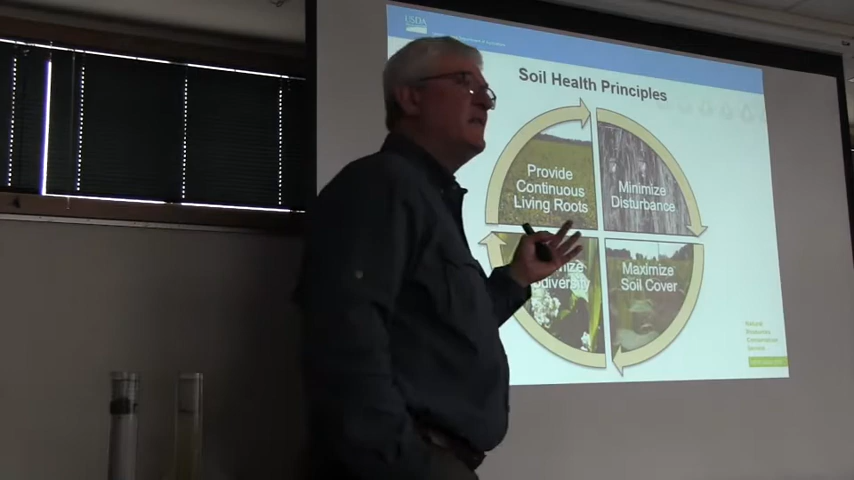 USDA
Soil Health Principles
Provide
Continuous
Living Roots
Minimize
Disturbance
Maximize
Soil Cover
Natural
Resources
Conservation
Service